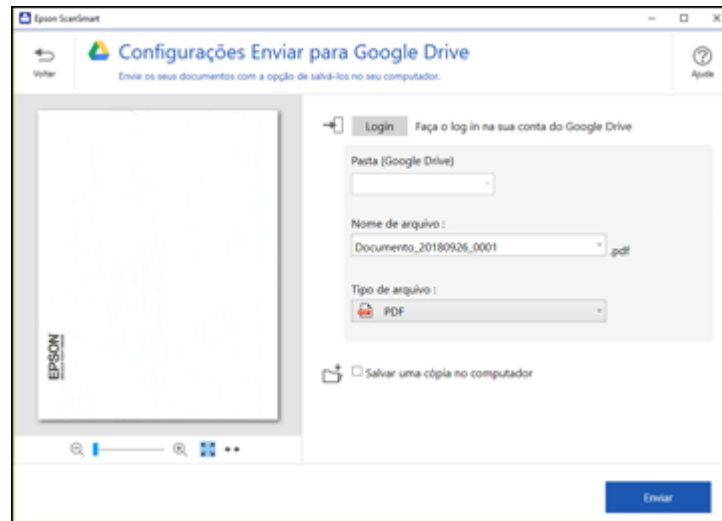 Epson ScanSmart
Voltar
Configurações Enviar para Google Drive
Envie os seus documentos com a opção de salvá-los no seu computador.
Ajuda
Login
Faça o log in na sua conta do Google Drive
Pasta (Google Drive)
Nome de arquivo :
Documento_20180926_0001
.pdf
Tipo de arquivo :
PDF
Salvar uma cópia no computador
EPSON
Enviar